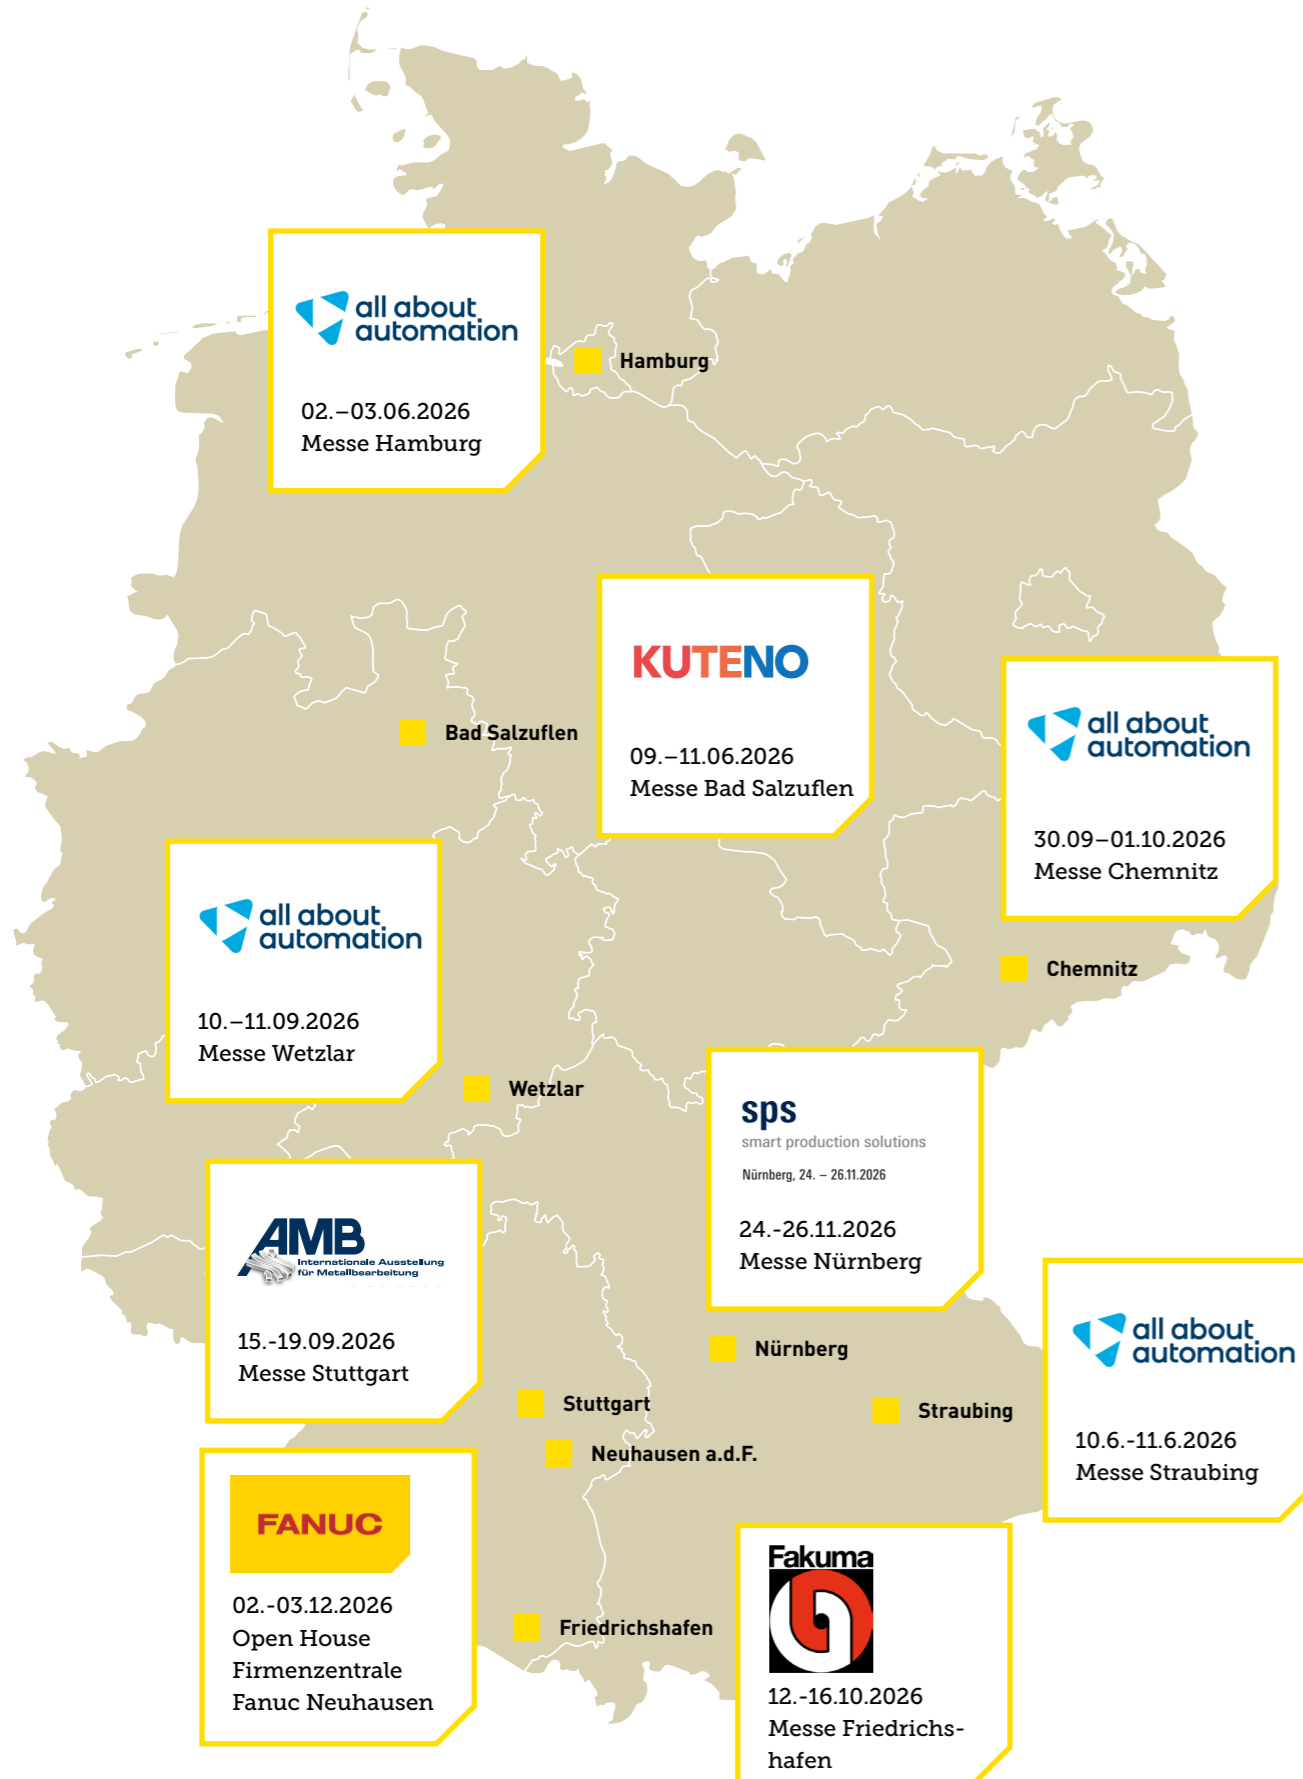 all about
automation
02.–03.06.2026
Messe Hamburg
Hamburg
KUTENO
09.–11.06.2026
Messe Bad Salzuflen
Bad Salzuflen
all about
automation
30.09–01.10.2026
Messe Chemnitz
Chemnitz
all about
automation
10.–11.09.2026
Messe Wetzlar
Wetzlar
sps
smart production solutions
Nürnberg, 24. – 26.11.2026
24.-26.11.2026
Messe Nürnberg
Nürnberg
AMB
Internationale Ausstellung
für Metallbearbeitung
15.-19.09.2026
Messe Stuttgart
Stuttgart
all about
automation
10.6.-11.6.2026
Messe Straubing
Straubing
Neuhausen a.d.F.
FANUC
02.-03.12.2026
Open House
Firmenzentrale
Fanuc Neuhausen
Friedrichshafen
Fakuma
12.-16.10.2026
Messe Friedrichs-
hafen